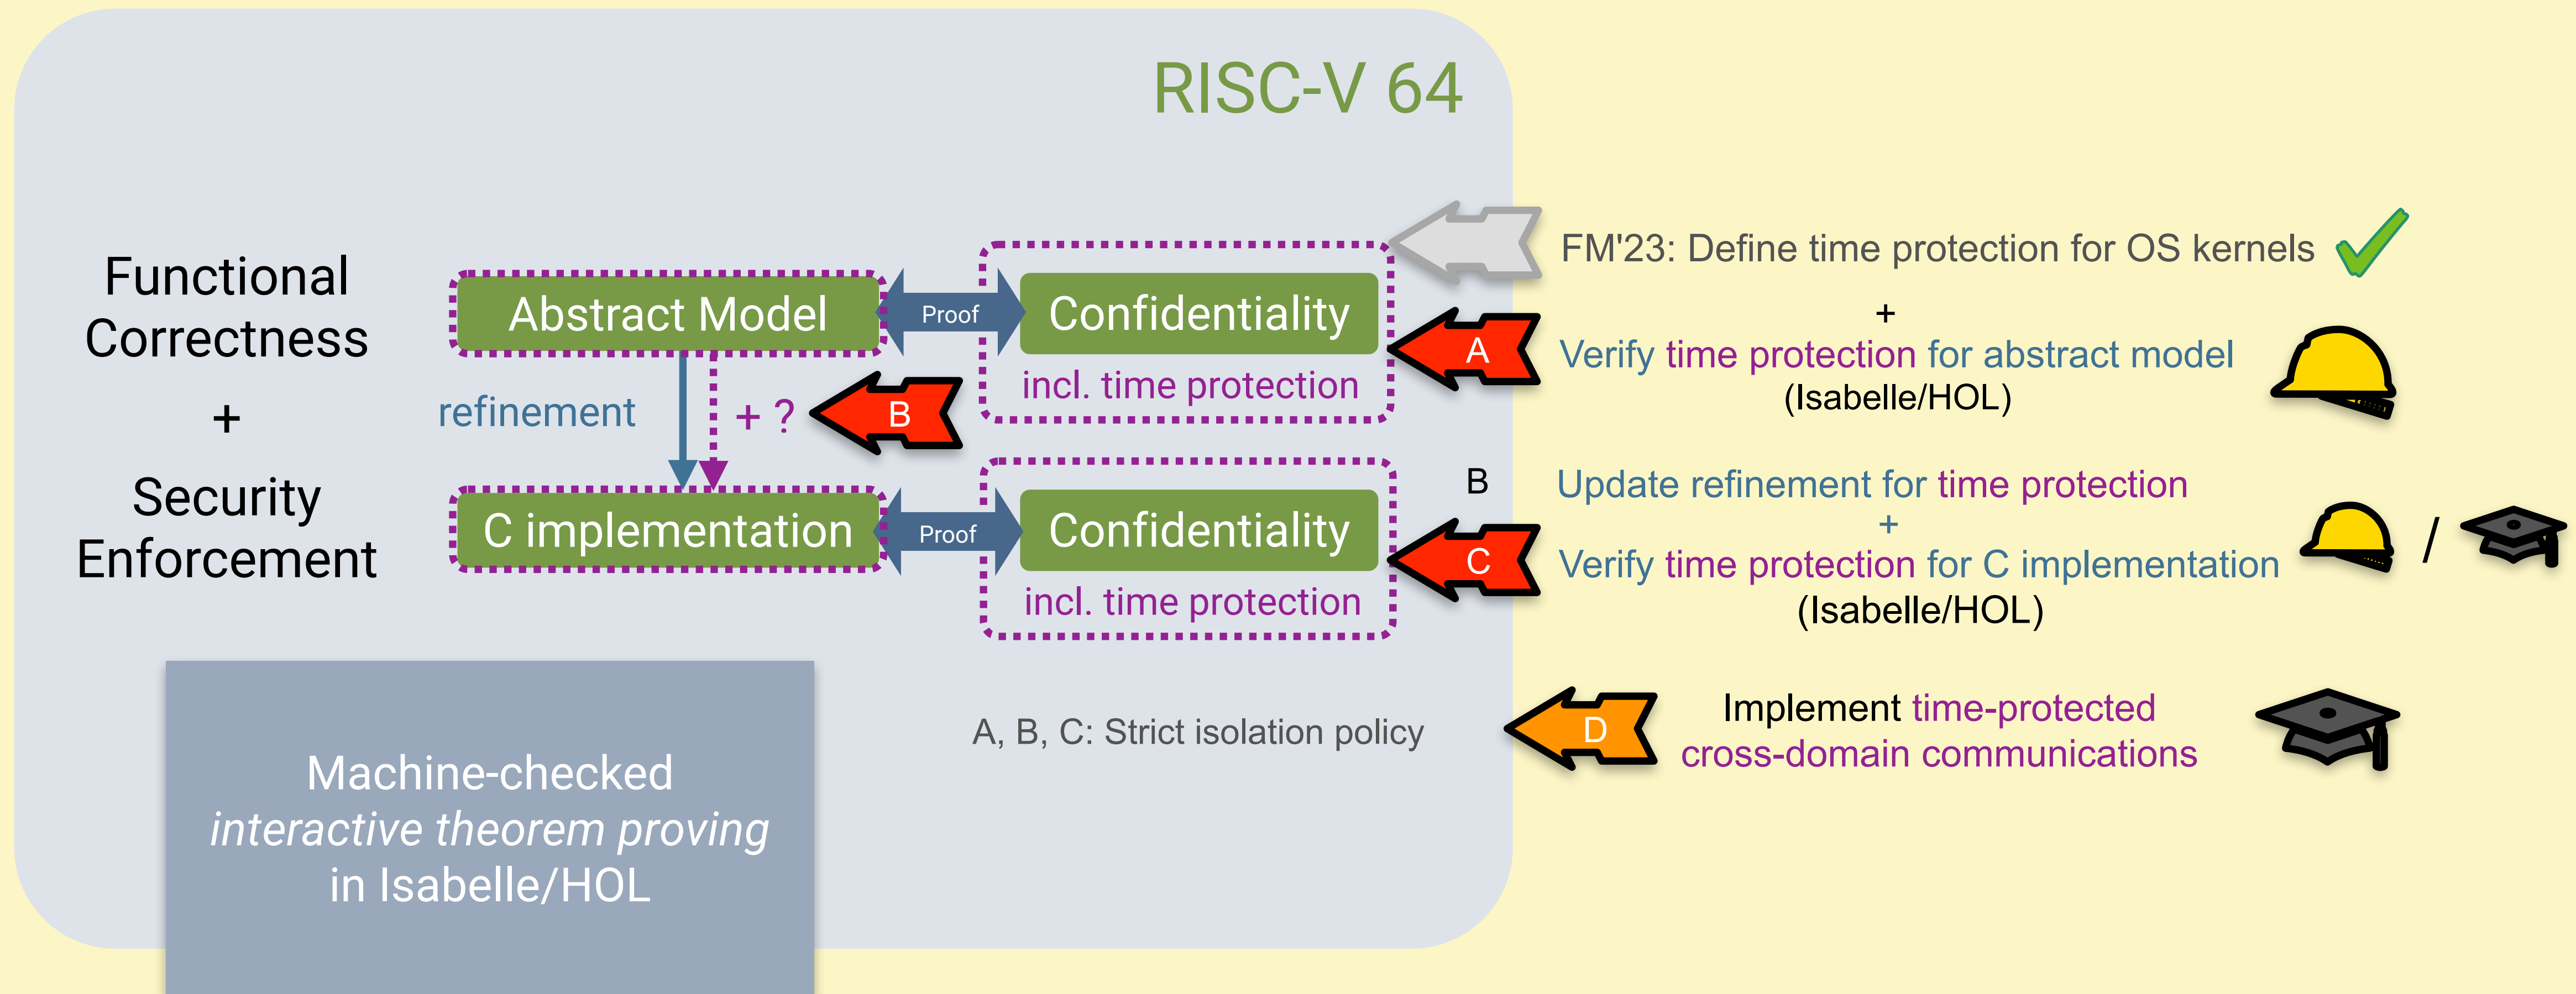 RISC-V 64
Functional
Correctness
+
Security
Enforcement
Abstract Model
Proof
Confidentiality
incl. time protection
refinement
+ ?
B
C implementation
Proof
Confidentiality
incl. time protection
Machine-checked
interactive theorem proving
in Isabelle/HOL
A, B, C: Strict isolation policy
FM'23: Define time protection for OS kernels
+
A
Verify time protection for abstract model
(Isabelle/HOL)
B
Update refinement for time protection
+
C
Verify time protection for C implementation
(Isabelle/HOL)
/
D
Implement time-protected
cross-domain communications